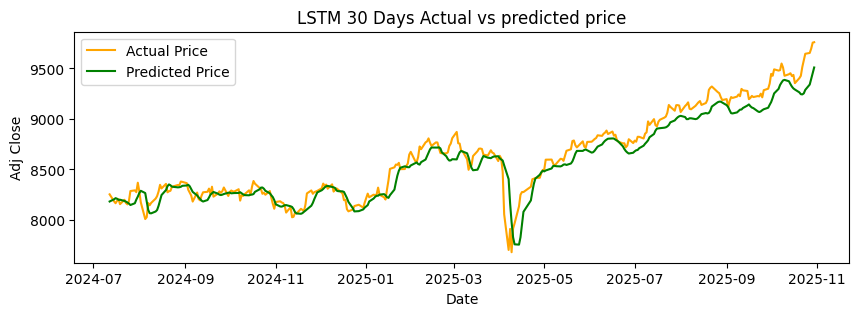 LSTM 30 Days Actual vs predicted price
Actual Price
Predicted Price
Adj Close
9500
9000
8500
8000
2024-07 2024-09 2024-11 2025-01 2025-03 2025-05 2025-07 2025-09 2025-11
Date